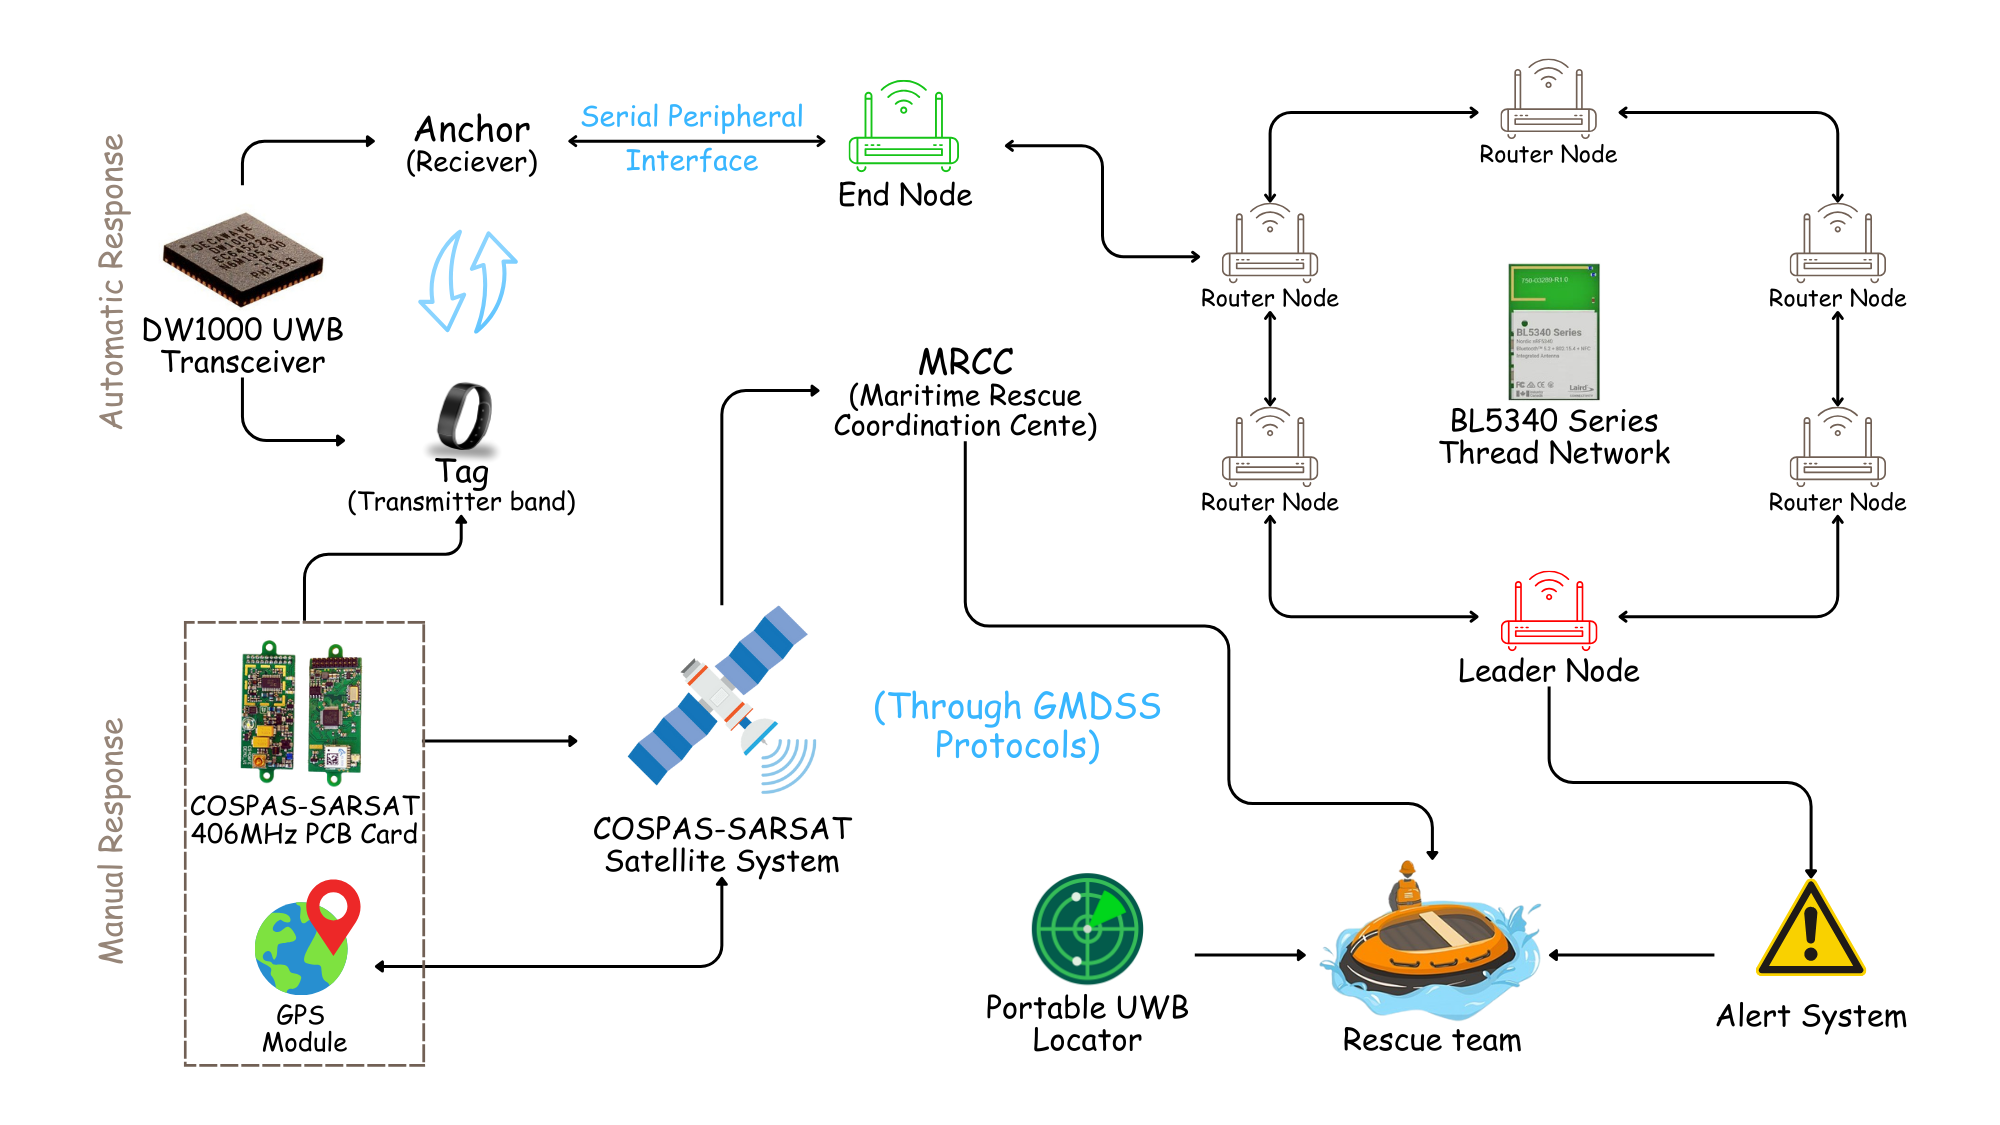 Automatic Response
Manual Response
Anchor
(Reciever)
Serial Peripheral
Interface
End Node
Router Node
DECAWAVE
DW1000
DW1000 UWB
Transceiver
Router Node
Router Node
BL5340 Series
BL5340 Series
Thread Network
MRCC
(Maritime Rescue
Coordination Cente)
Tag
(Transmitter band)
Router Node
Router Node
Leader Node
(Through GMDSS
Protocols)
COSPAS-SARSAT
406MHz PCB Card
COSPAS-SARSAT
Satellite System
GPS
Module
Portable UWB
Locator
Rescue team
Alert System